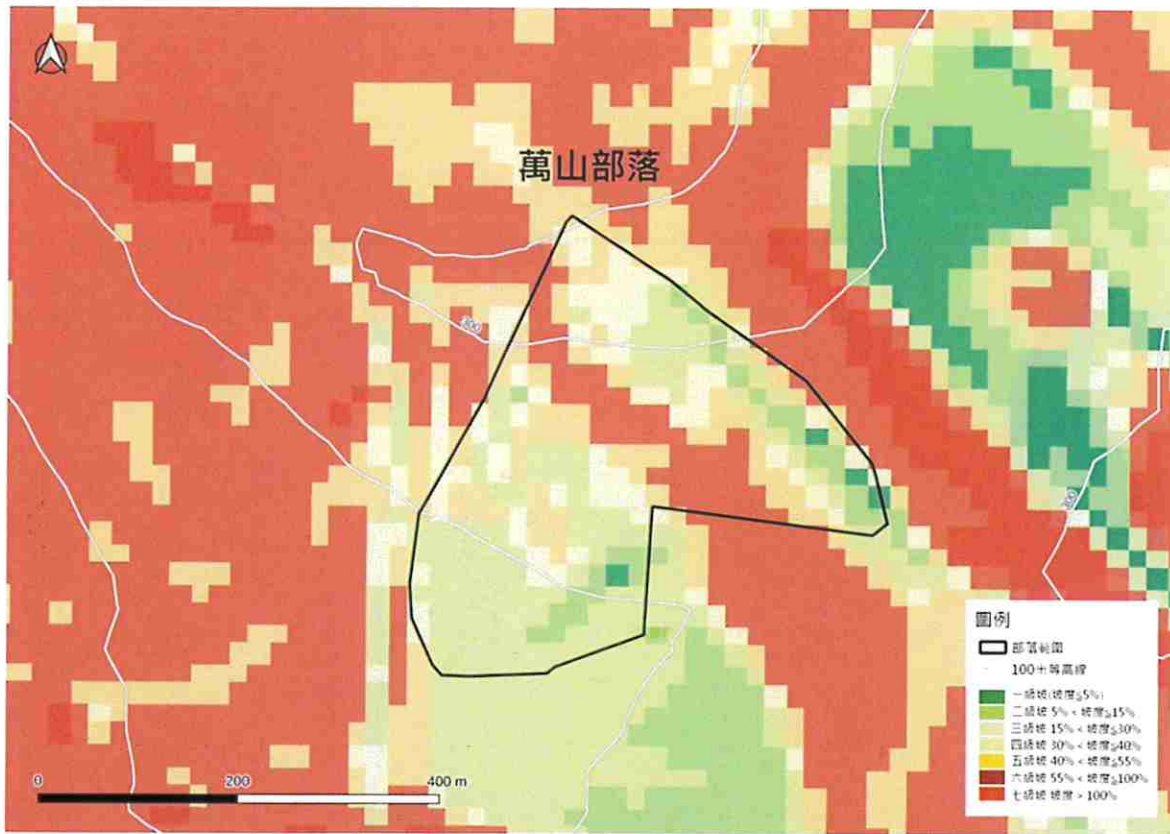 萬山部落
300
300
圖例
部落範圍
100米等高線
一級坡(坡度≦5%)
二級坡 5% < 坡度≦15%
三級坡 15% < 坡度≦30%
四級坡 30% < 坡度≦40%
五級坡 40% < 坡度≦55%
六級坡 55% < 坡度≦100%
七級坡 坡度 > 100%
0
200
400 m